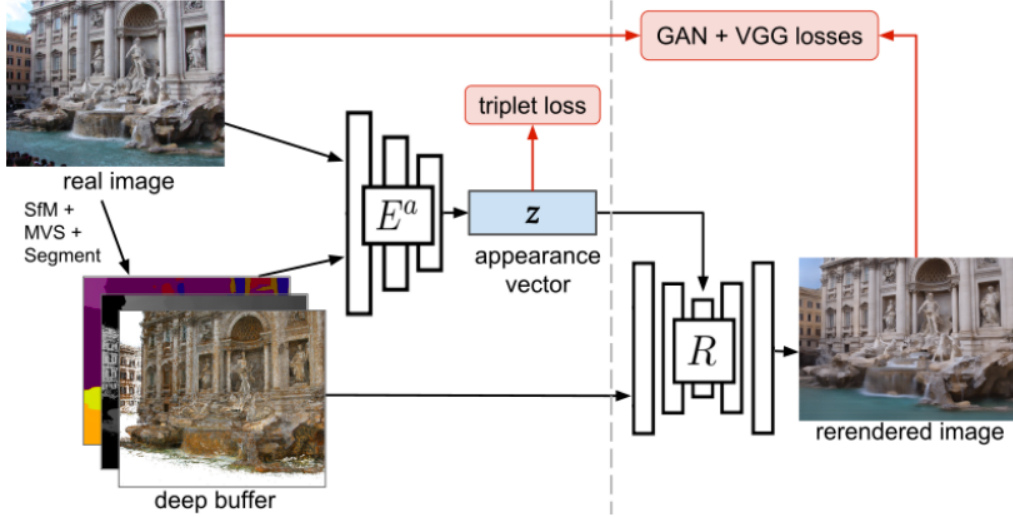 GAN + VGG losses
triplet loss
real image
SfM +
MVS +
Segment
E^a
z
appearance
vector
R
rerendered image
deep buffer